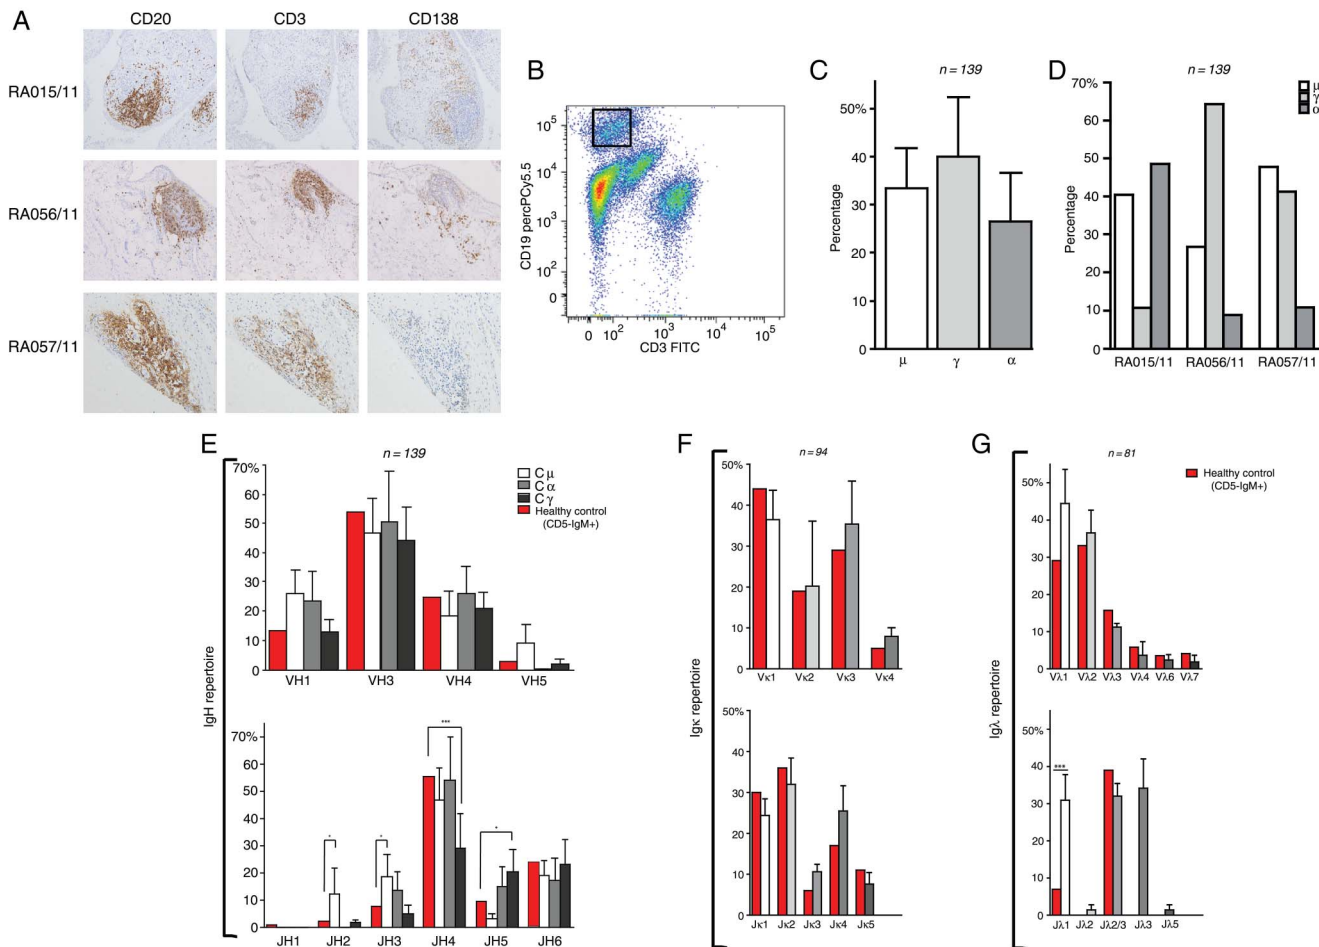 A
CD20 CD3 CD138
RA015/11
RA056/11
RA057/11
B
CD19 percPCy5.5
10^5
10^4
10^3
10^2
0
0 10^2 10^3 10^4 10^5
CD3 FITC
C
n = 139
Percentage
50%
40
30
20
10
0
μ γ α
D
n = 139
μ
γ
α
Percentage
70%
60
50
40
30
20
10
0
RA015/11 RA056/11 RA057/11
E
n = 139
IgH repertoire
C μ
C α
C γ
Healthy control
(CD5-IgM+)
70%
60
50
40
30
20
10
0
VH1 VH3 VH4 VH5
70%
60
50
40
30
20
10
0
* * *** *
JH1 JH2 JH3 JH4 JH5 JH6
F
n = 94
Igκ repertoire
50%
40
30
20
10
0
Vκ1 Vκ2 Vκ3 Vκ4
50%
40
30
20
10
0
Jκ1 Jκ2 Jκ3 Jκ4 Jκ5
G
n = 81
Igλ repertoire
Healthy control
(CD5-IgM+)
50%
40
30
20
10
0
Vλ1 Vλ2 Vλ3 Vλ4 Vλ6 Vλ7
50%
40
30
20
10
0
***
Jλ1 Jλ2 Jλ2/3 Jλ3 Jλ5